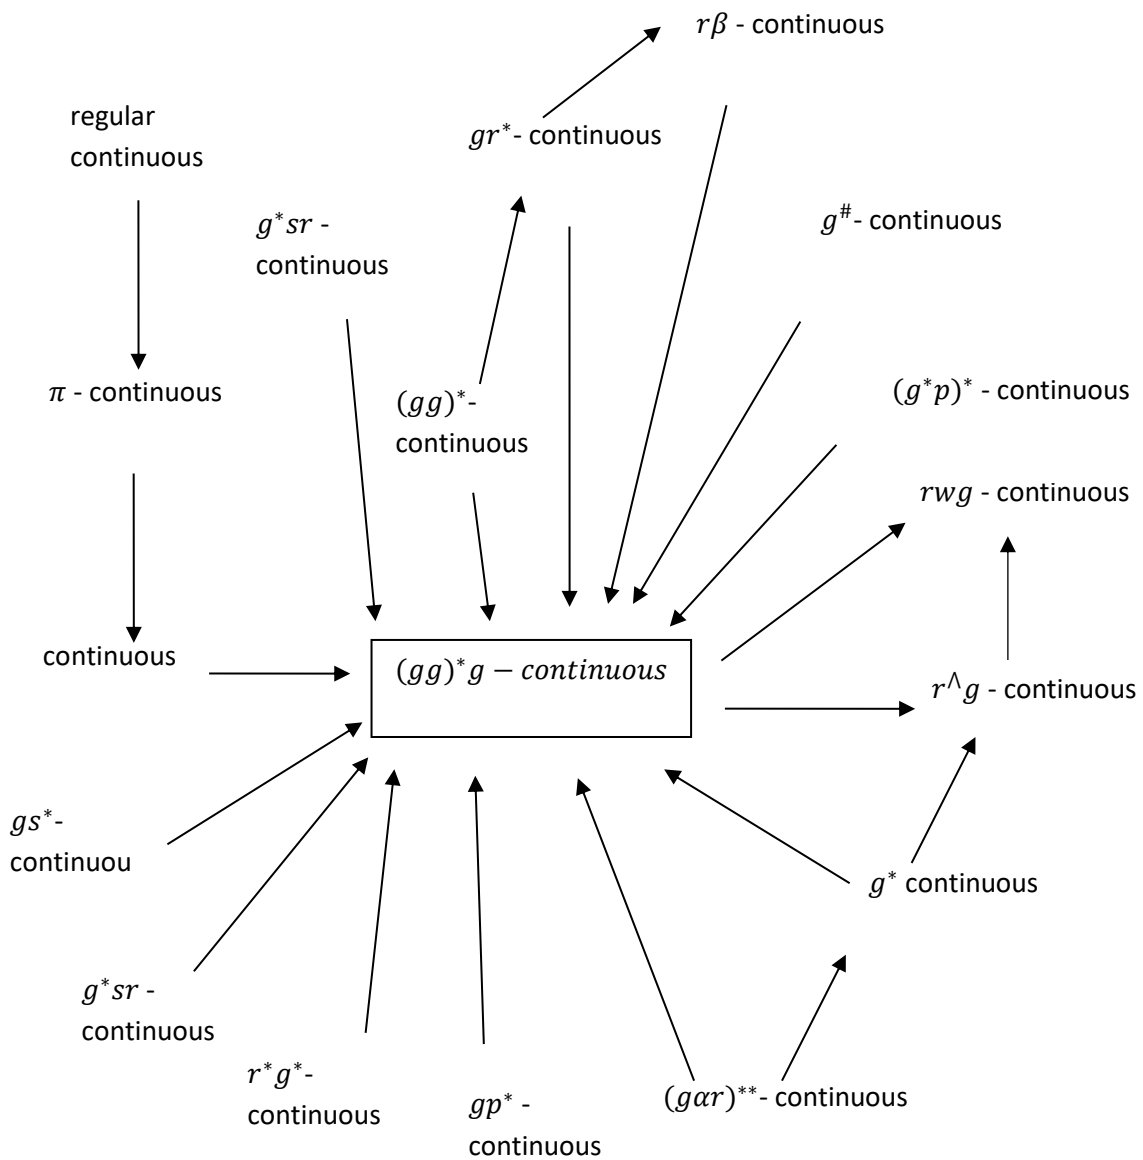 rβ - continuous
regular
continuous
gr*- continuous
g*sr -
continuous
g#- continuous
π - continuous
(gg)*-
continuous
(g*p)* - continuous
rwg - continuous
continuous
(gg)*g − continuous
r^g - continuous
gs*-
continuou
g* continuous
g*sr -
continuous
r*g*-
continuous
gp* -
continuous
(gαr)**- continuous